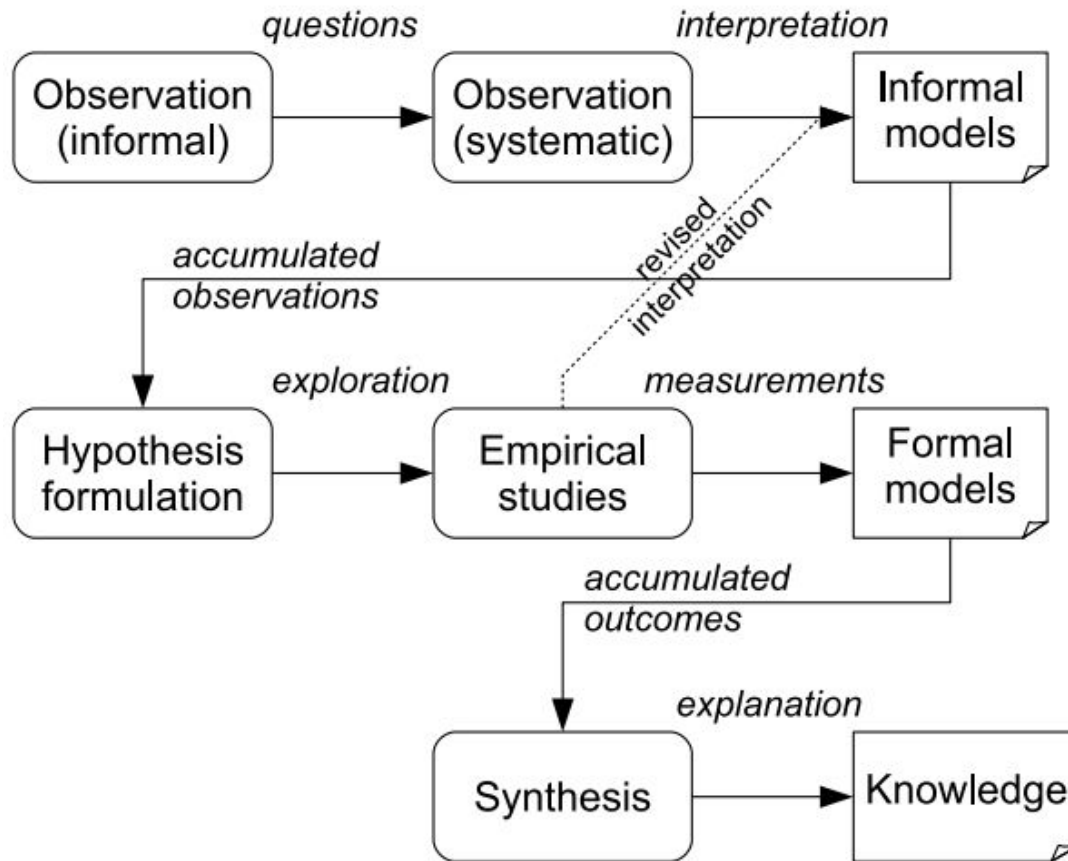 questions
interpretation
Observation
(informal)
Observation
(systematic)
Informal
models
revised
interpretation
accumulated
observations
exploration
measurements
Hypothesis
formulation
Empirical
studies
Formal
models
accumulated
outcomes
explanation
Synthesis
Knowledge